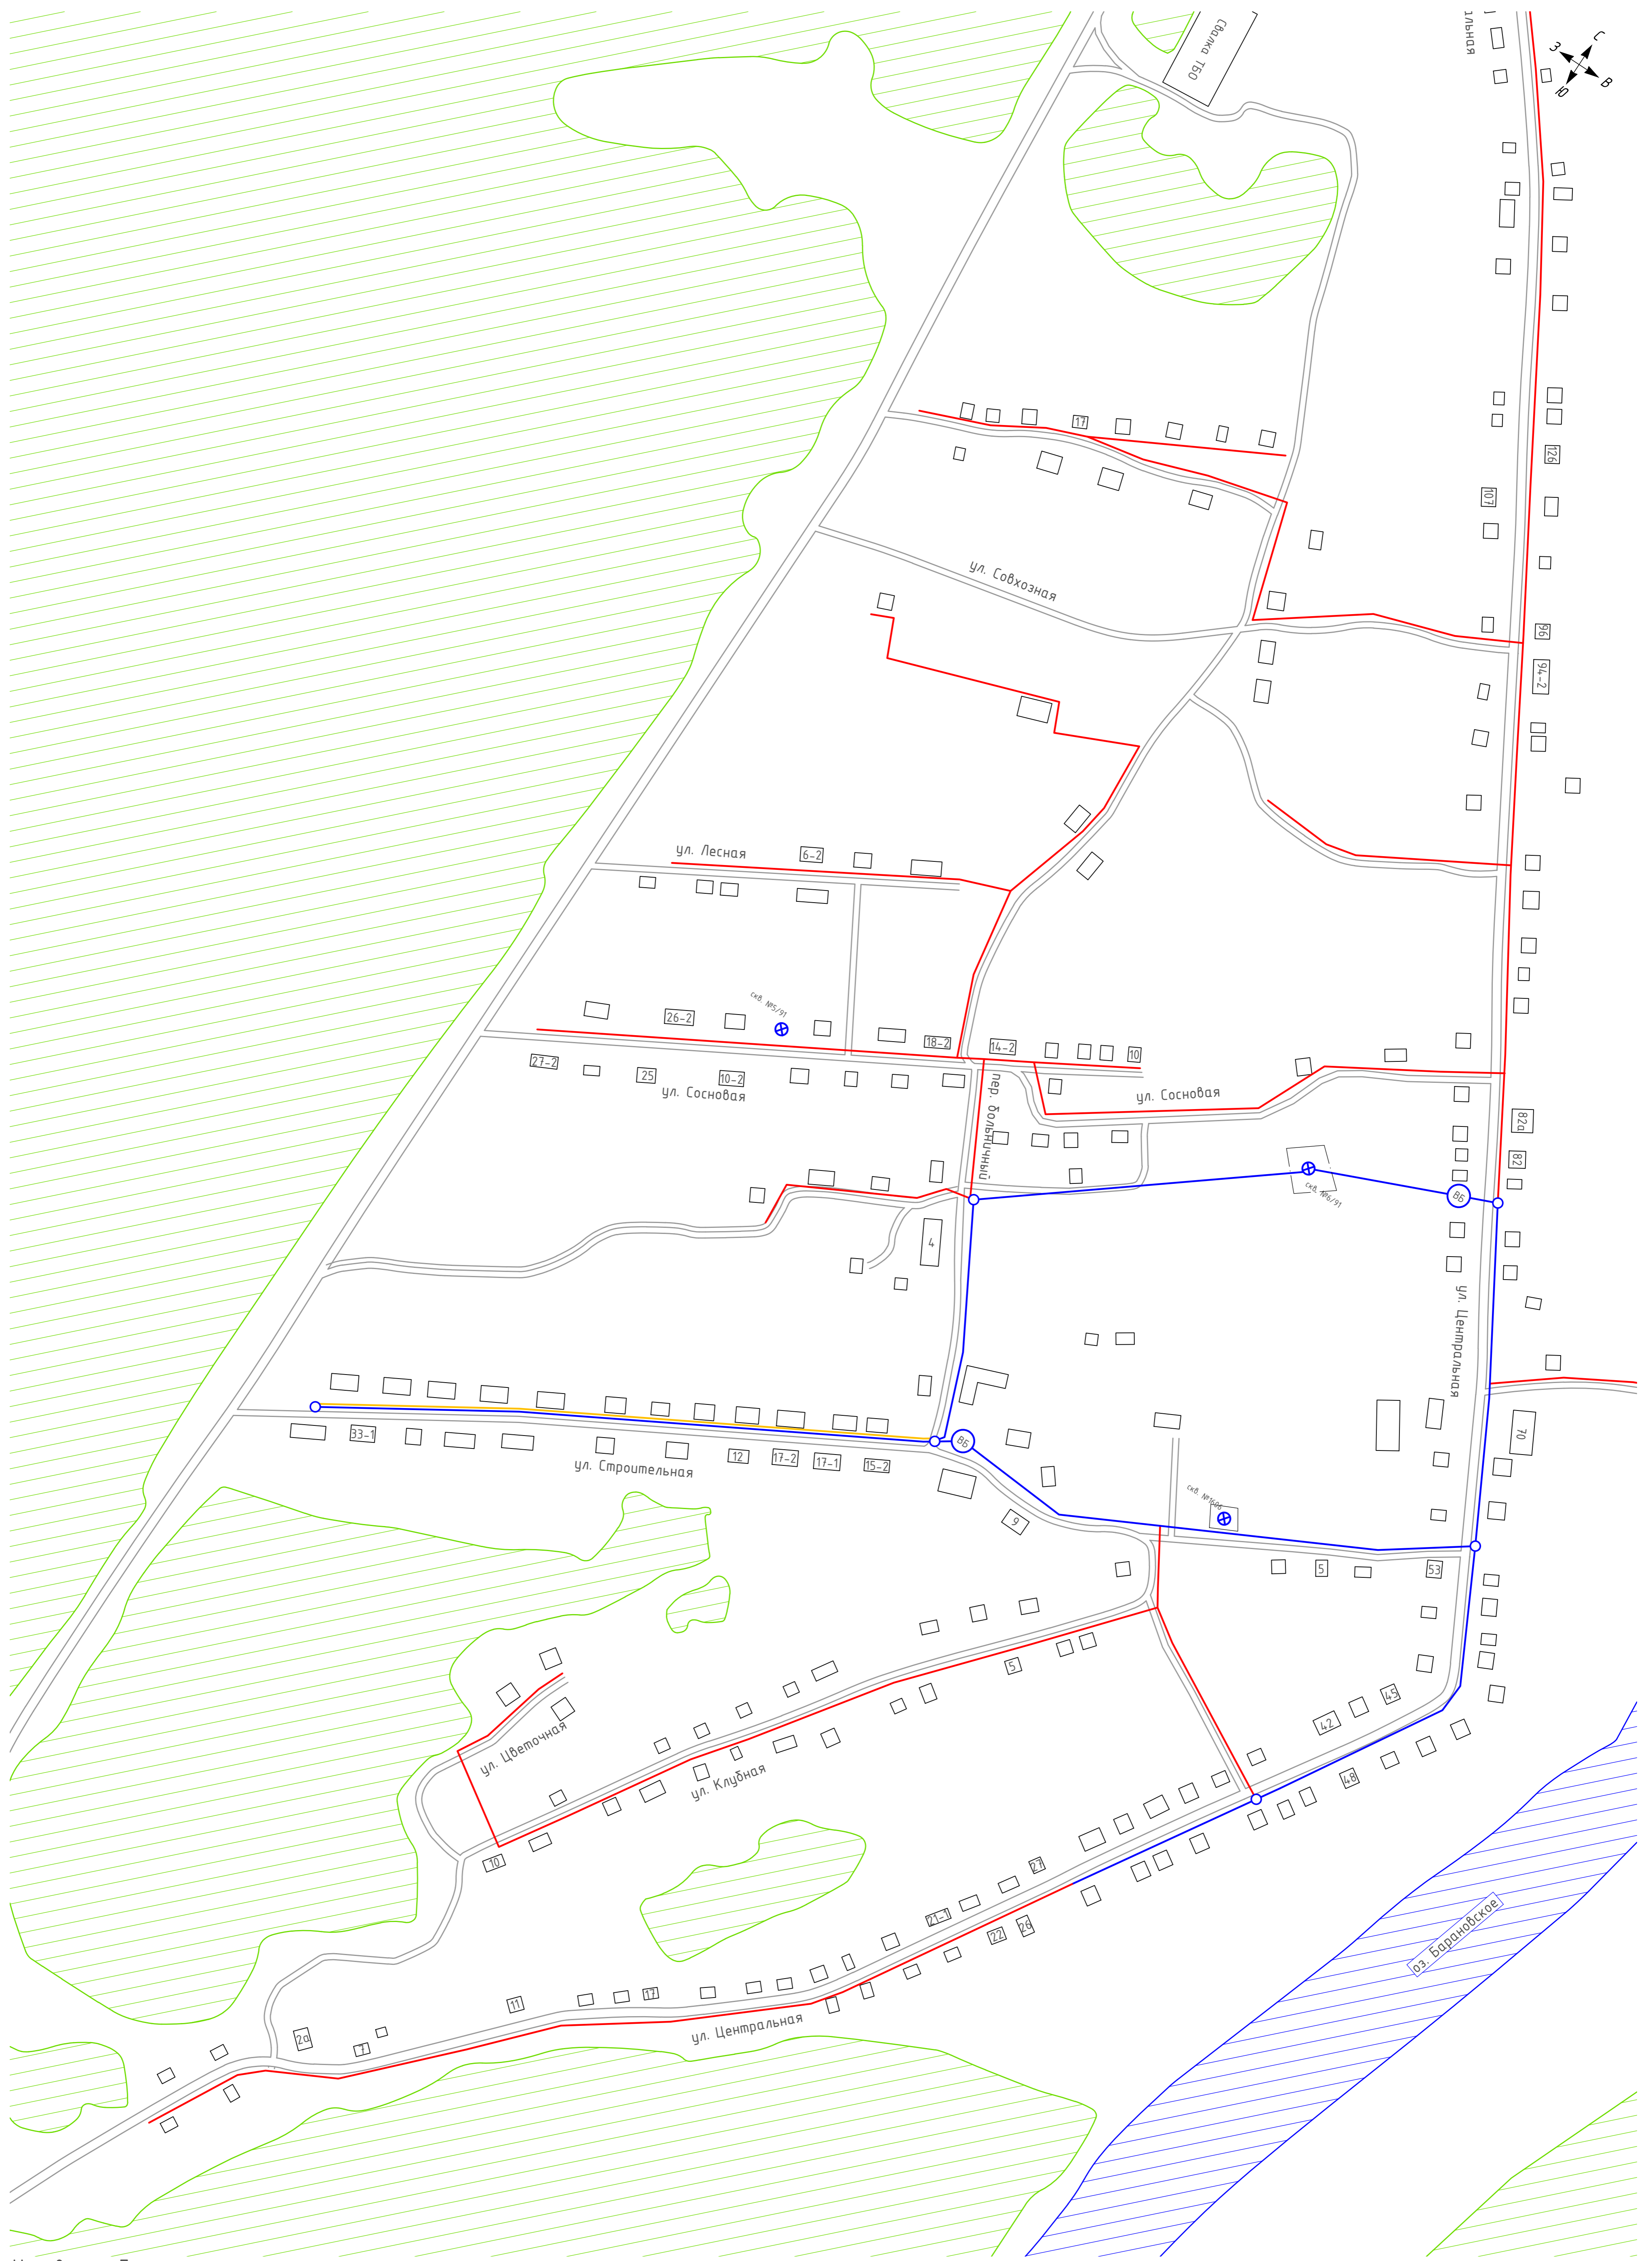 Свалка ТБО
льная
С
З
В
Ю
17
126
107
ул. Совхозная
96
94-2
ул. Лесная
6-2
скв. №5/91
26-2
18-2
14-2
10
27-2
25
10-2
ул. Сосновая
ул. Сосновая
пер. Больничный
82а
82
скв. №6/91
ВБ
4
ул. Центральная
33-1
12
17-2
17-1
15-2
ВБ
70
ул. Строительная
скв. №1606
9
5
53
5
45
42
ул. Цветочная
ул. Клубная
48
10
27
21-1
22
26
оз. Барановское
17
11
2а
7
ул. Центральная